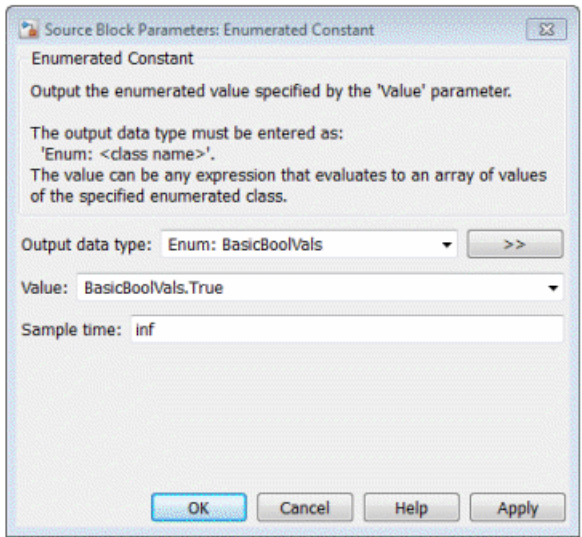 Source Block Parameters: Enumerated Constant
Enumerated Constant
Output the enumerated value specified by the 'Value' parameter.
The output data type must be entered as:
'Enum: <class name>'.
The value can be any expression that evaluates to an array of values
of the specified enumerated class.
Output data type: Enum: BasicBoolVals >>
Value: BasicBoolVals.True
Sample time: inf
OK Cancel Help Apply